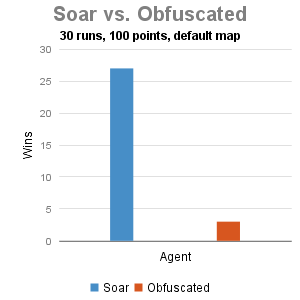 Soar vs. Obfuscated
30 runs, 100 points, default map
30
25
20
15
10
5
0
Wins
Agent
Soar
Obfuscated